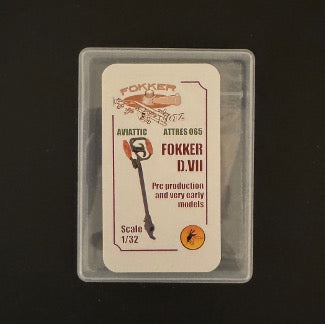 FOKKER
AVIATTIC ATTRES 065
FOKKER
D.VII
Pre production
and very early
models
Scale
1/32